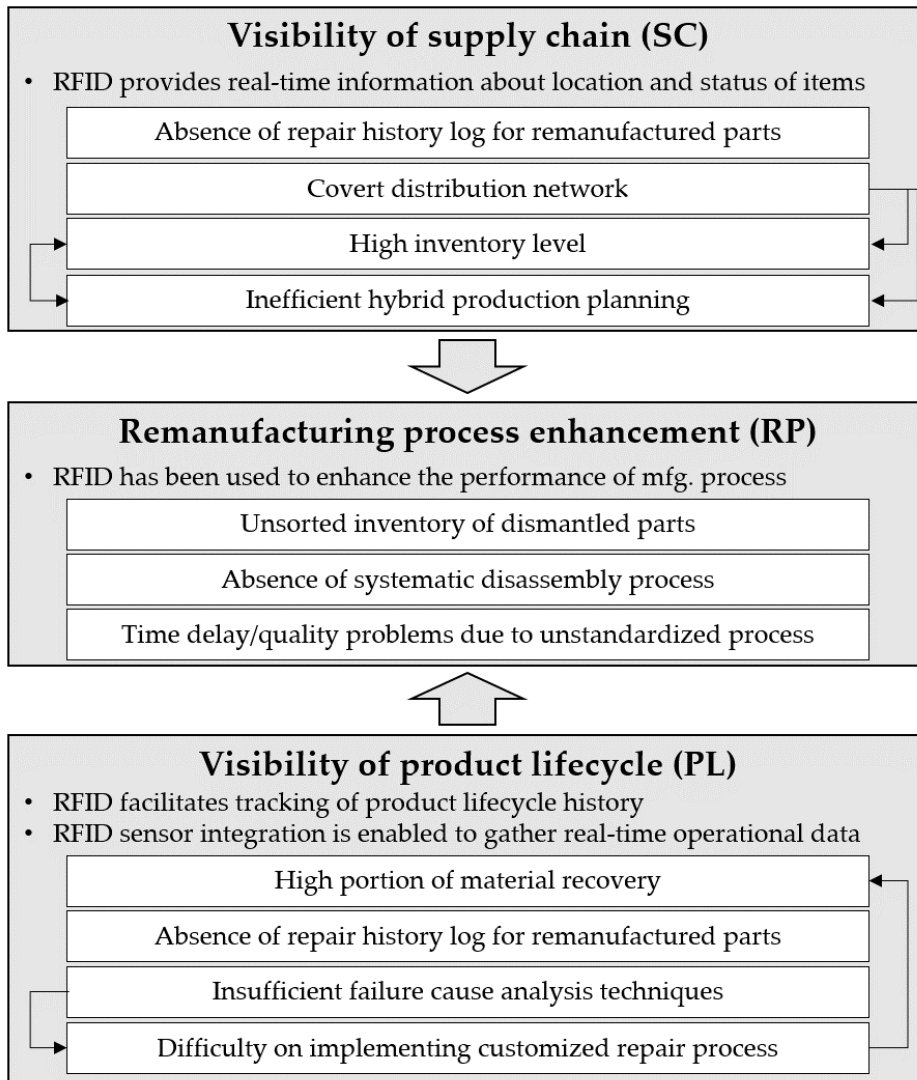 Visibility of supply chain (SC)
• RFID provides real-time information about location and status of items
Absence of repair history log for remanufactured parts
Covert distribution network
High inventory level
Inefficient hybrid production planning
Remanufacturing process enhancement (RP)
• RFID has been used to enhance the performance of mfg. process
Unsorted inventory of dismantled parts
Absence of systematic disassembly process
Time delay/quality problems due to unstandardized process
Visibility of product lifecycle (PL)
• RFID facilitates tracking of product lifecycle history
• RFID sensor integration is enabled to gather real-time operational data
High portion of material recovery
Absence of repair history log for remanufactured parts
Insufficient failure cause analysis techniques
Difficulty on implementing customized repair process